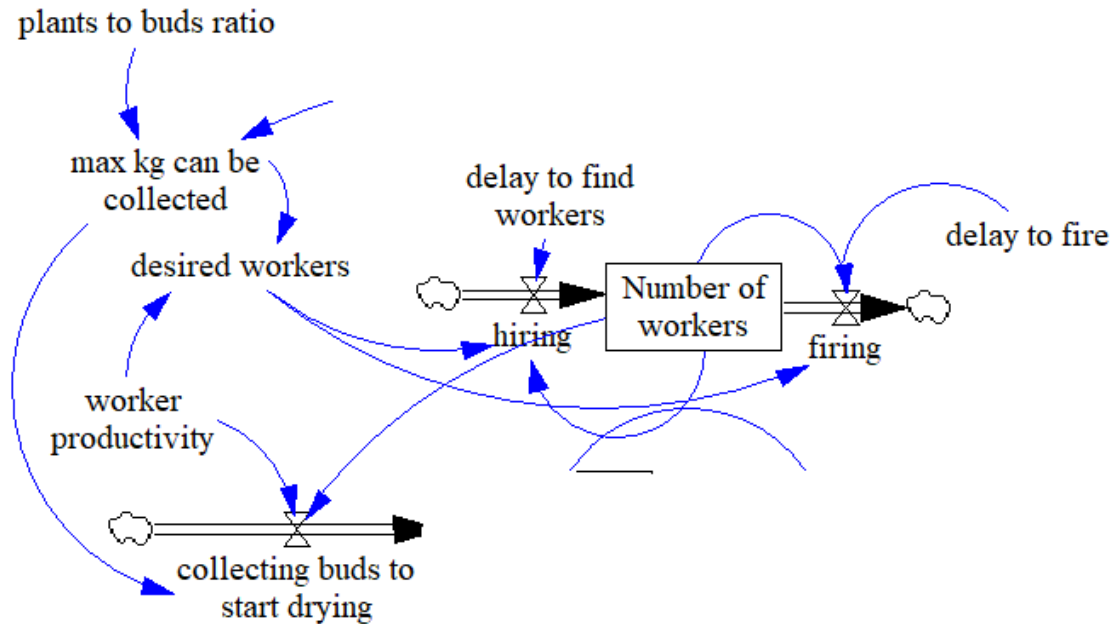 plants to buds ratio
max kg can be
collected
delay to find
workers
delay to fire
desired workers
Number of
workers
hiring
firing
worker
productivity
collecting buds to
start drying